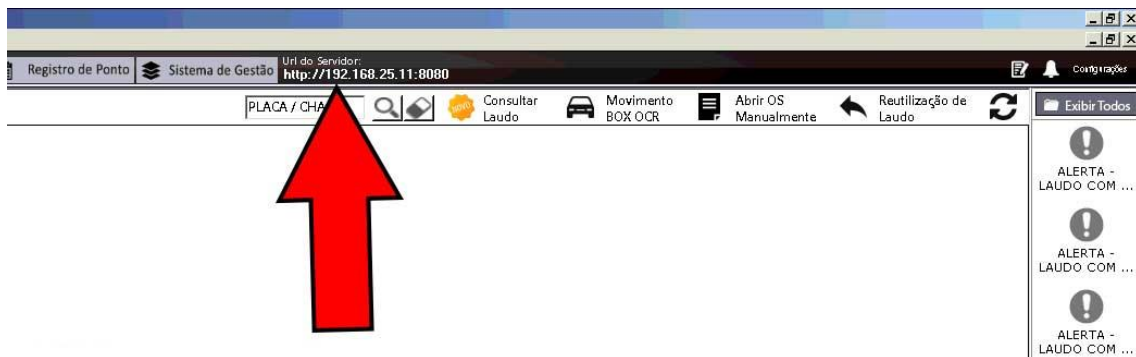 Registro de Ponto
Sistema de Gestão
Url do Servidor:
http://192.168.25.11:8080
Configurações
PLACA / CHA
NOVO
Consultar
Laudo
Movimento
BOX OCR
Abrir OS
Manualmente
Reutilização de
Laudo
Exibir Todos
ALERTA -
LAUDO COM ...
ALERTA -
LAUDO COM ...
ALERTA -
LAUDO COM ...